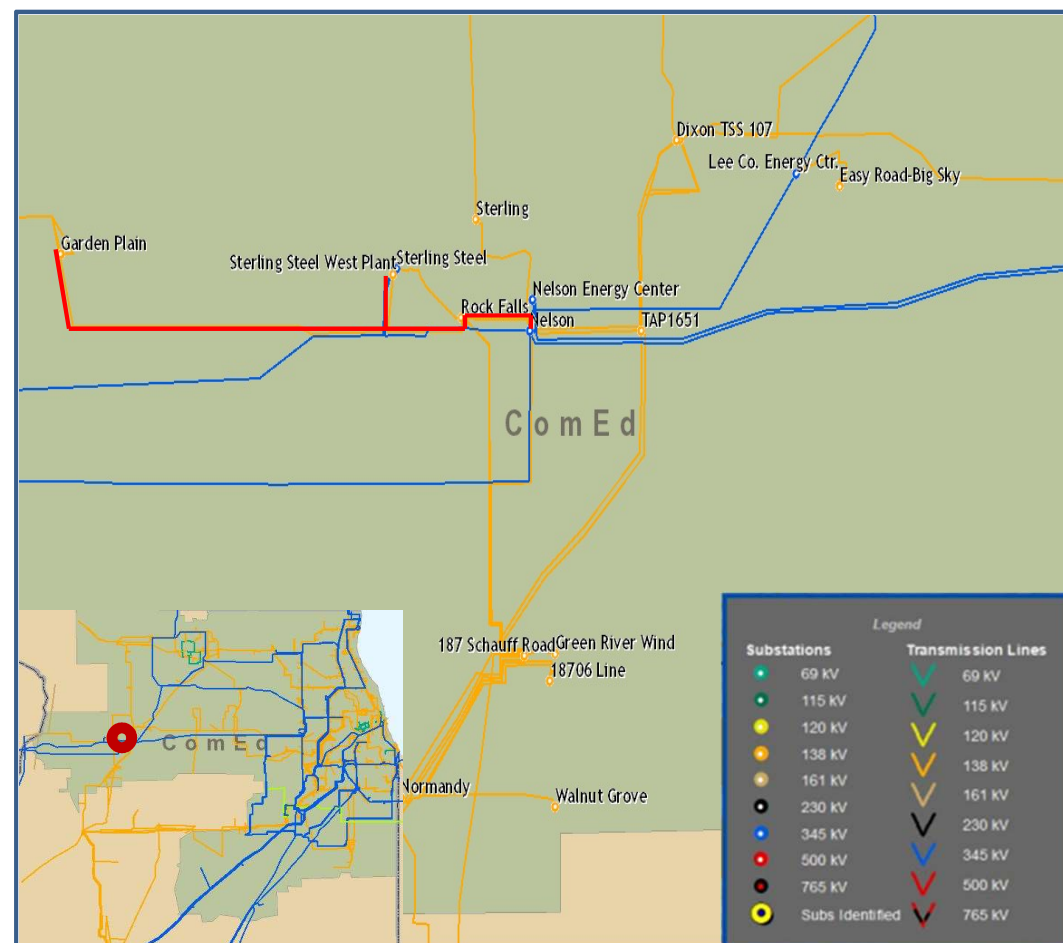 Dixon TSS 107
Lee Co. Energy Ctr.
Easy Road-Big Sky
Sterling
Garden Plain
Sterling Steel West Plant
Sterling Steel
Nelson Energy Center
Rock Falls
Nelson
TAP1651
ComEd
187 Schauff Road
Green River Wind
18706 Line
Normandy
Walnut Grove
ComEd
Legend
Substations
69 kV
115 kV
120 kV
138 kV
161 kV
230 kV
345 kV
500 kV
765 kV
Subs Identified
Transmission Lines
69 kV
115 kV
120 kV
138 kV
161 kV
230 kV
345 kV
500 kV
765 kV